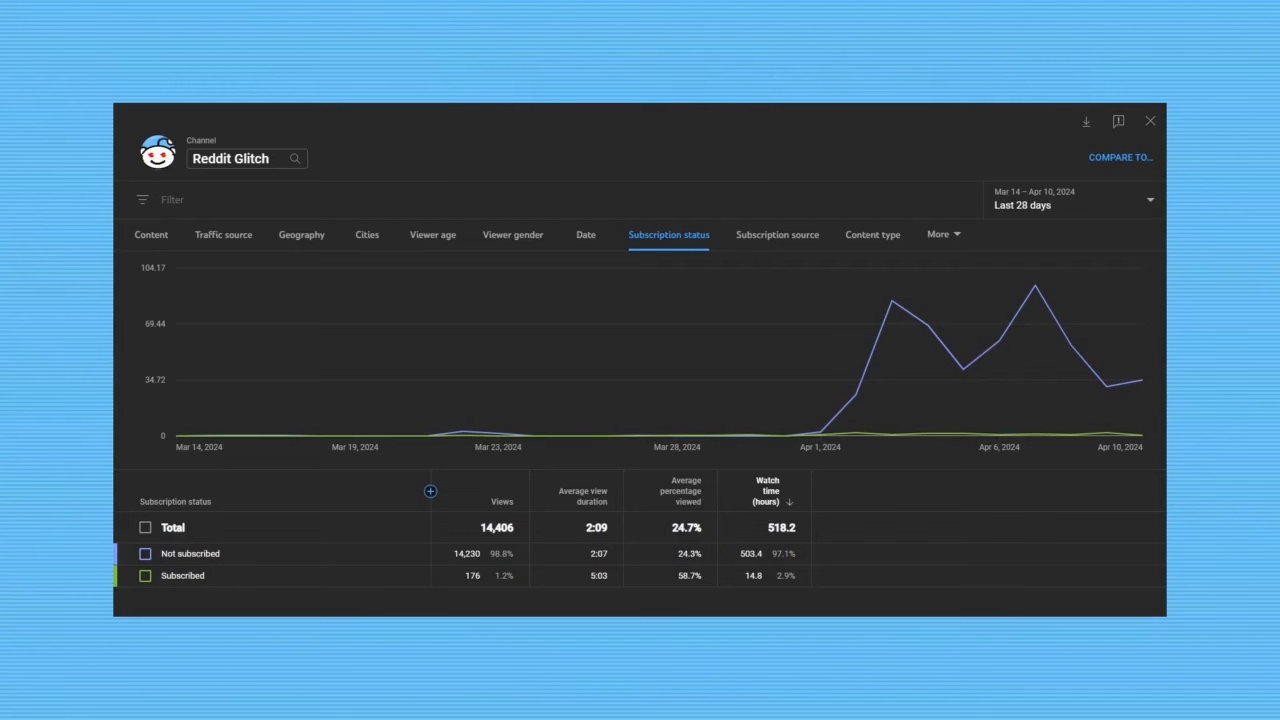 Channel
Reddit Glitch
COMPARE TO...
Filter
Mar 14 – Apr 10, 2024
Last 28 days
Content Traffic source Geography Cities Viewer age Viewer gender Date Subscription status Subscription source Content type More
104.17
69.44
34.72
0
Mar 14, 2024 Mar 19, 2024 Mar 23, 2024 Mar 28, 2024 Apr 1, 2024 Apr 6, 2024 Apr 10, 2024
Subscription status Views Average view duration Average percentage viewed Watch time (hours)
Total 14,406 2:09 24.7% 518.2
Not subscribed 14,230 98.8% 2:07 24.3% 503.4 97.1%
Subscribed 176 1.2% 5:03 58.7% 14.8 2.9%